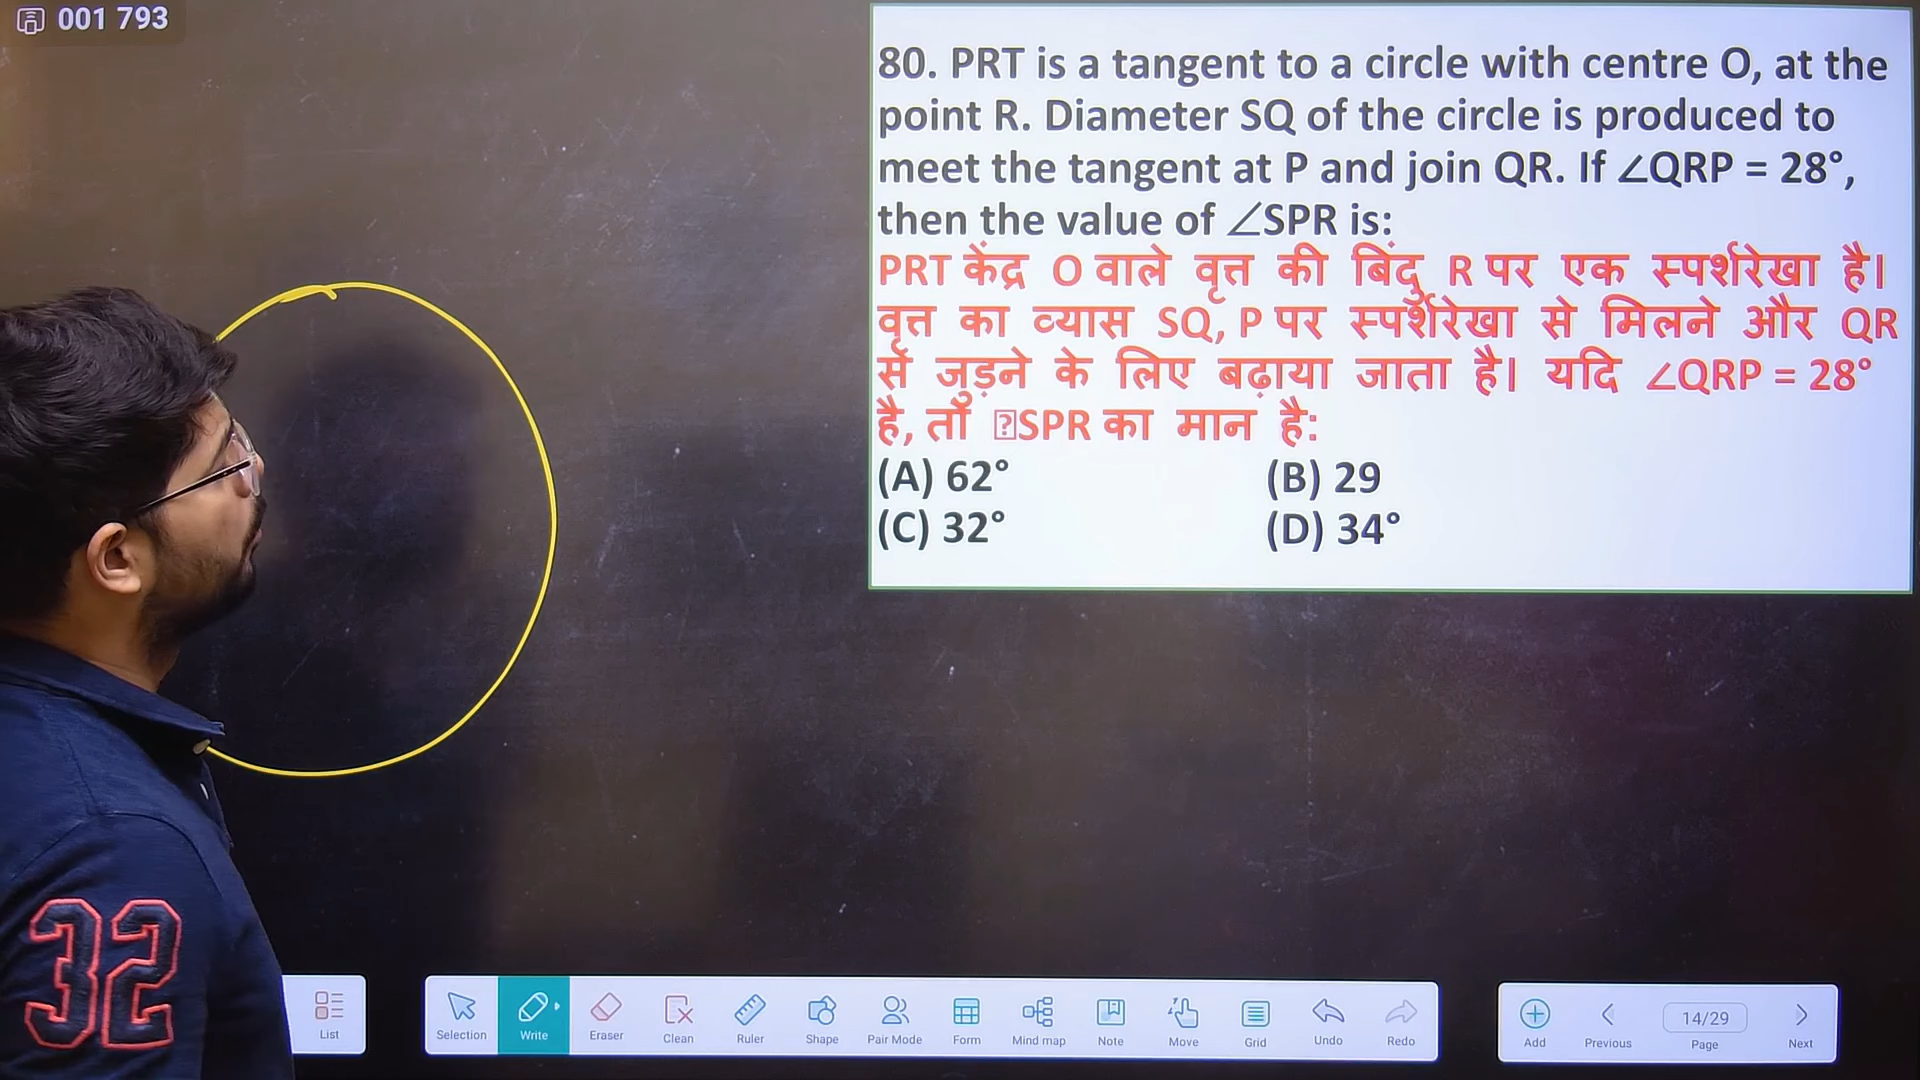 001 793
80. PRT is a tangent to a circle with centre O, at the
point R. Diameter SQ of the circle is produced to
meet the tangent at P and join QR. If ∠QRP = 28°,
then the value of ∠SPR is:
PRT केंद्र O वाले वृत्त की बिंदु R पर एक स्पर्शरेखा है।
वृत्त का व्यास SQ, P पर स्पर्शरेखा से मिलने और QR
से जुड़ने के लिए बढ़ाया जाता है। यदि ∠QRP = 28°
है, तो SPR का मान है:
(A) 62° (B) 29
(C) 32° (D) 34°
32
List
Selection Write Eraser Clean Ruler Shape Pair Mode Form Mind map Note Move Grid Undo Redo
Add Previous 14/29 Page Next